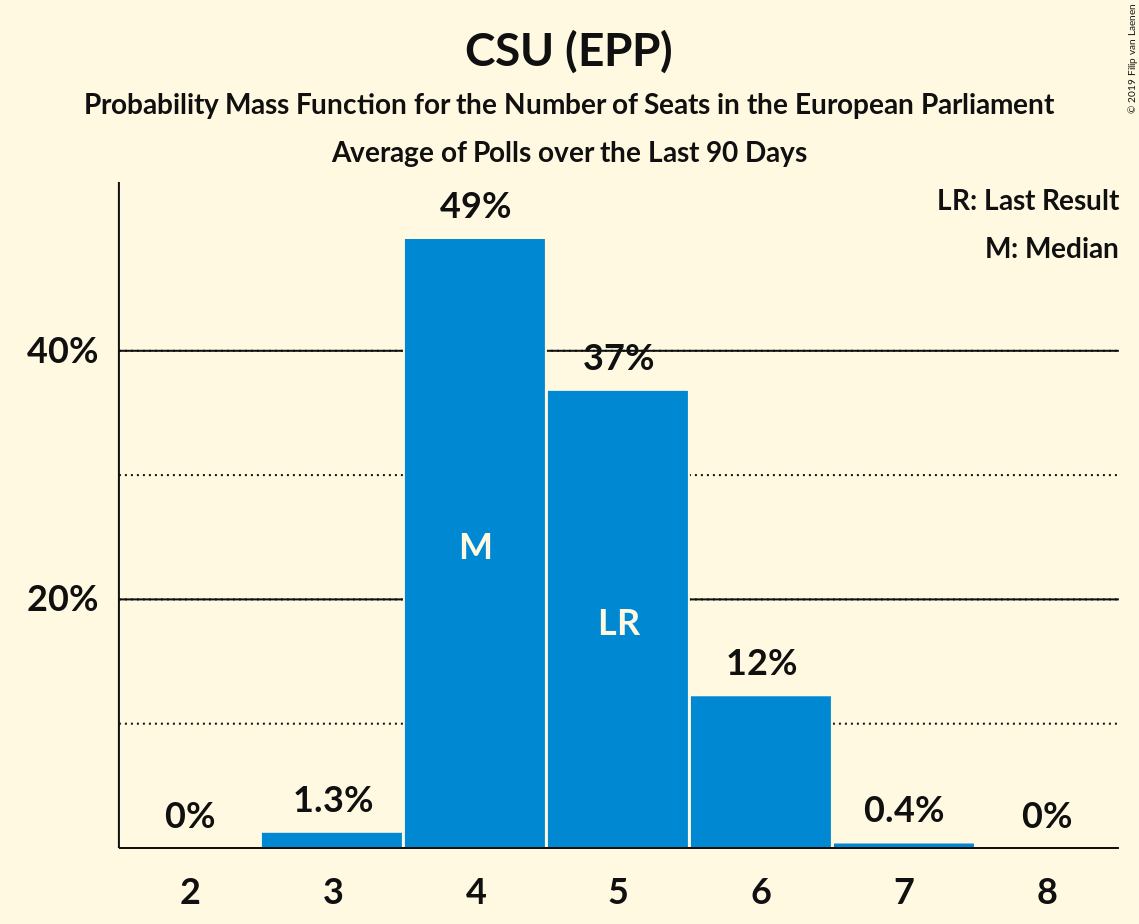 CSU (EPP)
Probability Mass Function for the Number of Seats in the European Parliament
Average of Polls over the Last 90 Days
© 2019 Filip van Laenen
LR: Last Result
M: Median
49%
40%
37%
M
20%
LR
12%
0%
1.3%
0.4%
0%
2 3 4 5 6 7 8